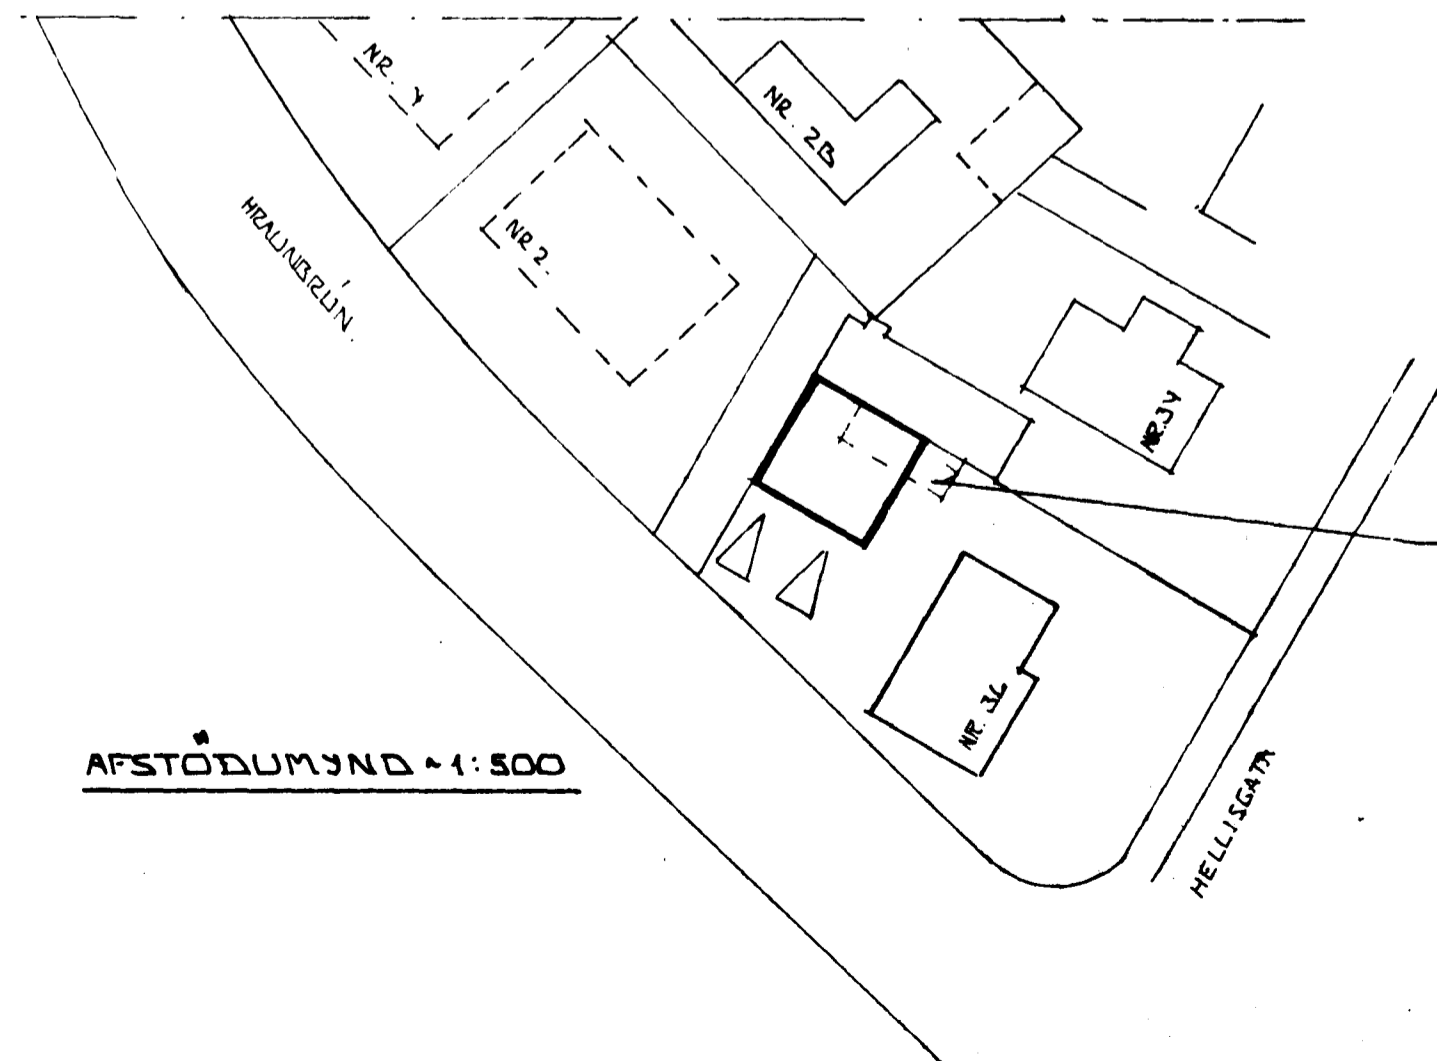 NR. 4
NR. 2B
NR 2.
HRAUNBRÚN.
NR. 34
NR. 36
AFSTÖÐUMYND ~ 1:500
HELLISGATA